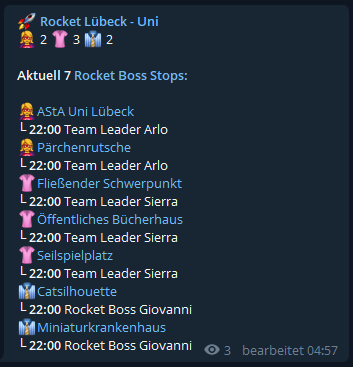 Rocket Lübeck - Uni
2 3 2
Aktuell 7 Rocket Boss Stops:
AStA Uni Lübeck
└ 22:00 Team Leader Arlo
Pärchenrutsche
└ 22:00 Team Leader Arlo
Fließender Schwerpunkt
└ 22:00 Team Leader Sierra
Öffentliches Bücherhaus
└ 22:00 Team Leader Sierra
Seilspielplatz
└ 22:00 Team Leader Sierra
Catsilhouette
└ 22:00 Rocket Boss Giovanni
Miniaturkrankenhaus
└ 22:00 Rocket Boss Giovanni
3 bearbeitet 04:57